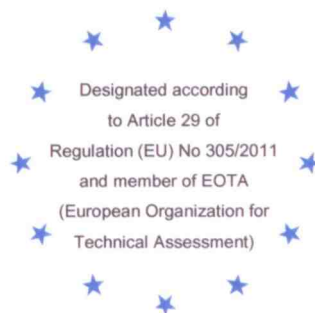 Designated according
to Article 29 of
Regulation (EU) No 305/2011
and member of EOTA
(European Organization for
Technical Assessment)